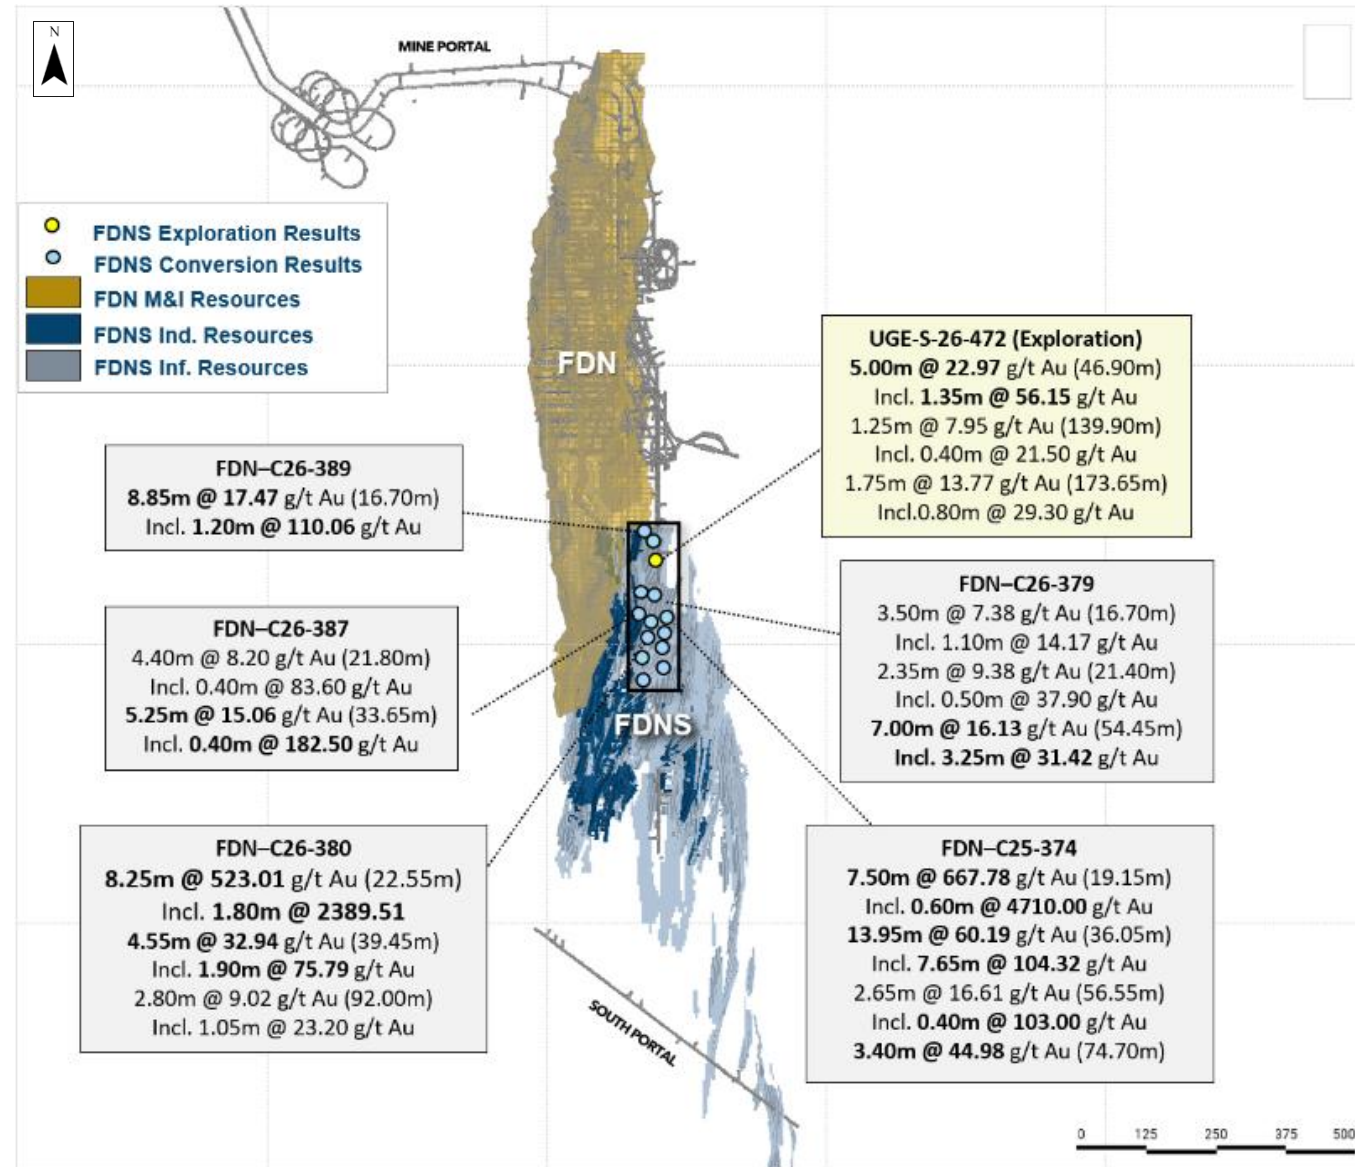 N
MINE PORTAL
FDNS Exploration Results
FDNS Conversion Results
FDN M&I Resources
FDNS Ind. Resources
FDNS Inf. Resources
FDN
UGE-S-26-472 (Exploration)
5.00m @ 22.97 g/t Au (46.90m)
Incl. 1.35m @ 56.15 g/t Au
1.25m @ 7.95 g/t Au (139.90m)
Incl. 0.40m @ 21.50 g/t Au
1.75m @ 13.77 g/t Au (173.65m)
Incl.0.80m @ 29.30 g/t Au
FDN–C26-389
8.85m @ 17.47 g/t Au (16.70m)
Incl. 1.20m @ 110.06 g/t Au
FDN–C26-379
3.50m @ 7.38 g/t Au (16.70m)
Incl. 1.10m @ 14.17 g/t Au
2.35m @ 9.38 g/t Au (21.40m)
Incl. 0.50m @ 37.90 g/t Au
7.00m @ 16.13 g/t Au (54.45m)
Incl. 3.25m @ 31.42 g/t Au
FDN–C26-387
4.40m @ 8.20 g/t Au (21.80m)
Incl. 0.40m @ 83.60 g/t Au
5.25m @ 15.06 g/t Au (33.65m)
Incl. 0.40m @ 182.50 g/t Au
FDNS
FDN–C26-380
8.25m @ 523.01 g/t Au (22.55m)
Incl. 1.80m @ 2389.51
4.55m @ 32.94 g/t Au (39.45m)
Incl. 1.90m @ 75.79 g/t Au
2.80m @ 9.02 g/t Au (92.00m)
Incl. 1.05m @ 23.20 g/t Au
FDN–C25-374
7.50m @ 667.78 g/t Au (19.15m)
Incl. 0.60m @ 4710.00 g/t Au
13.95m @ 60.19 g/t Au (36.05m)
Incl. 7.65m @ 104.32 g/t Au
2.65m @ 16.61 g/t Au (56.55m)
Incl. 0.40m @ 103.00 g/t Au
3.40m @ 44.98 g/t Au (74.70m)
SOUTH PORTAL
0 125 250 375 500